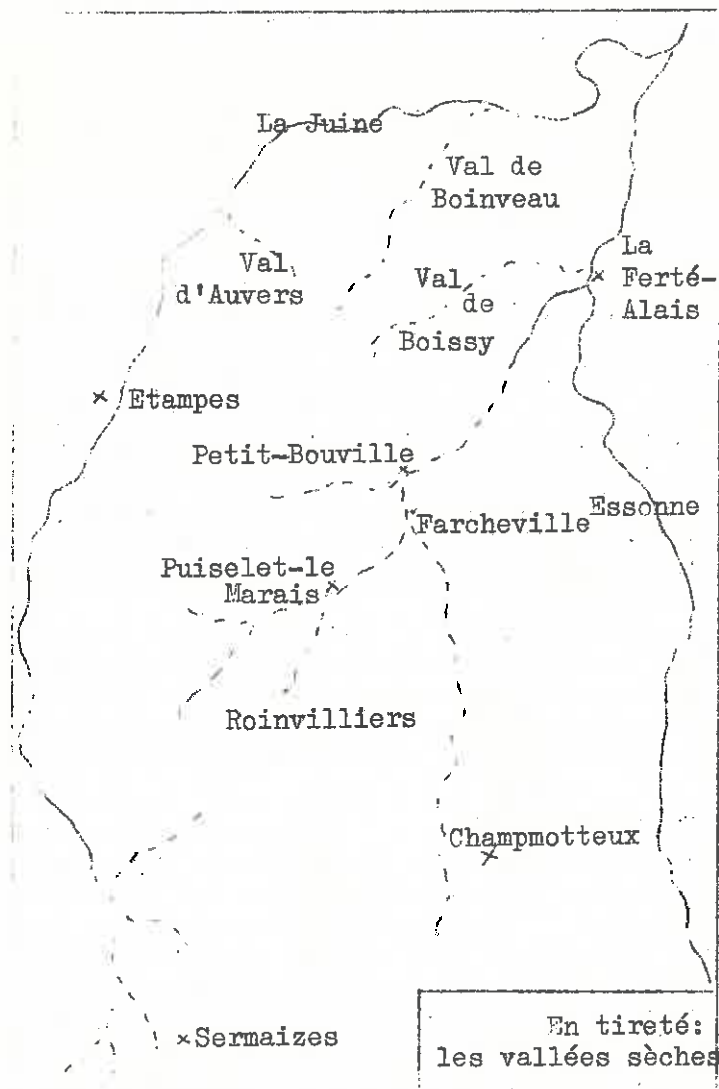 La Juine
Val de
Boinveau
Val
d'Auvers
Val
de
Boissy
La
Ferté-
Alais
Etampes
Petit-Bouville
Farcheville
Essonne
Puiselet-le
Marais
Roinvilliers
Champmotteux
Sermaizes
En tireté:
les vallées sèches